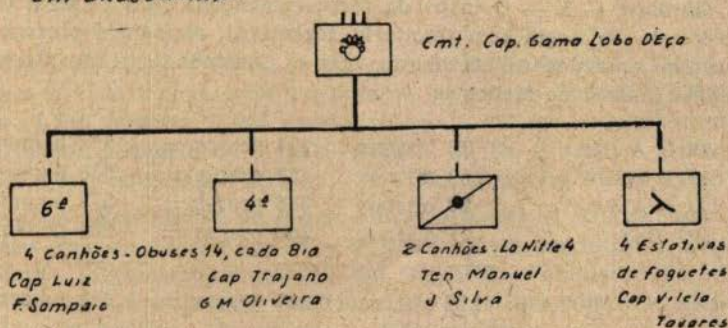 Cmt. Cap. Gama Lobo DEça
6ª
4ª
4 Canhões-Obuses 14, cada Bia
Cap Luiz
F. Sampaio
Cap Trajano
G M. Oliveira
2 Canhões-La Hitte 4
Ten Manuel
J Silva
4 Estativas
de foguetes
Cap Vilela
Tavares